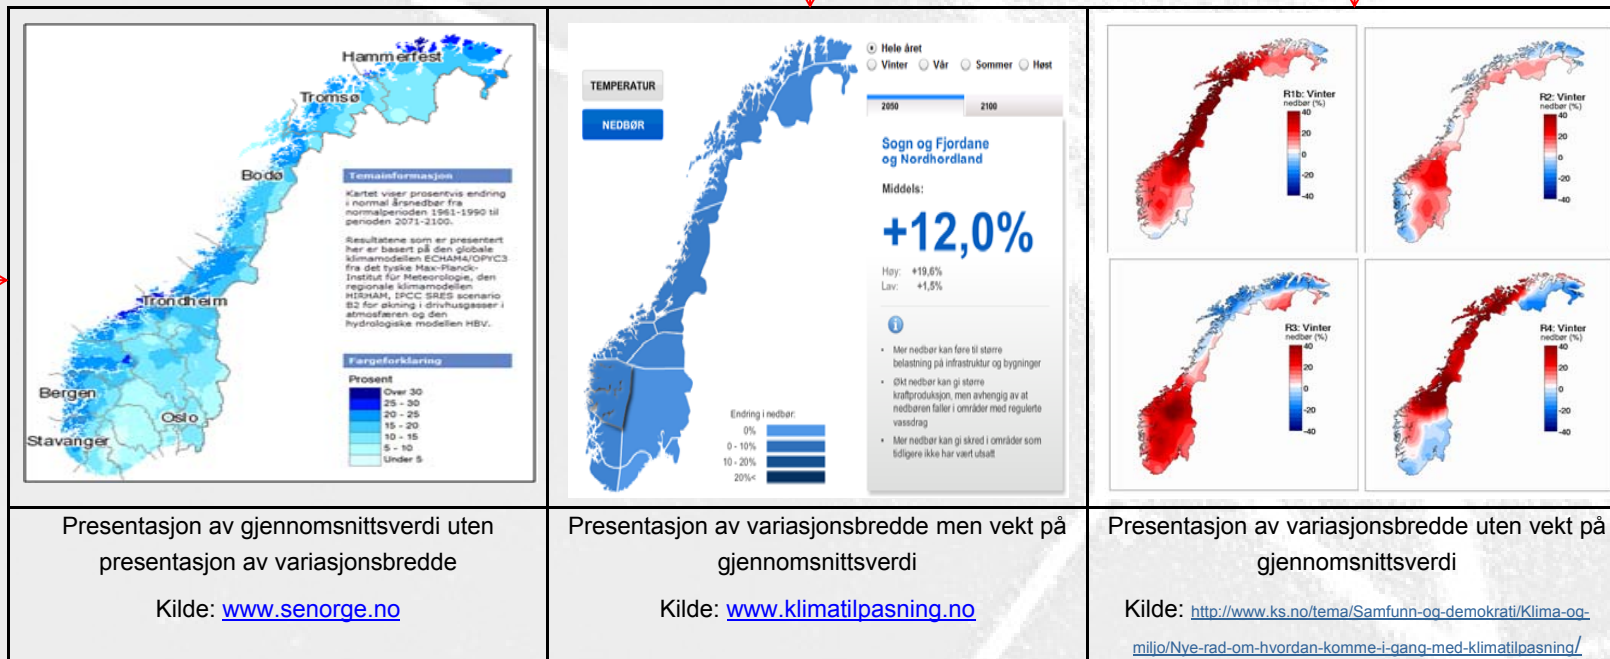 Hammerfest
Tromsø
Bodø
Trondheim
Bergen
Oslo
Stavanger
Temainformasjon
Kartet viser prosentvis endring
i normal årsnedbør fra
normalperioden 1961-1990 til
perioden 2071-2100.
Resultatene som er presentert
her er basert på den globale
klimamodellen ECHAM4/OPYC3
fra det tyske Max-Planck-
Institut für Meteorologie, den
regionale klimamodellen
HIRHAM, IPCC SRES scenario
B2 for økning i drivhusgasser i
atmosfæren og den
hydrologiske modellen HBV.
Fargeforklaring
Prosent
Over 30
25 - 30
20 - 25
15 - 20
10 - 15
5 - 10
Under 5
Presentasjon av gjennomsnittsverdi uten
presentasjon av variasjonsbredde
Kilde: www.senorge.no
TEMPERATUR
NEDBØR
Hele året
Vinter Vår Sommer Høst
2050 2100
Sogn og Fjordane
og Nordhordland
Middels:
+12,0%
Høy: +19,6%
Lav: +1,5%
• Mer nedbør kan føre til større
belastning på infrastruktur og bygninger
• Økt nedbør kan gi større
kraftproduksjon, men avhengig av at
nedbøren faller i områder med regulerte
vassdrag
• Mer nedbør kan gi skred i områder som
tidligere ikke har vært utsatt
Endring i nedbør:
0%
0 - 10%
10 - 20%
20%<
Presentasjon av variasjonsbredde men vekt på
gjennomsnittsverdi
Kilde: www.klimatilpasning.no
R1b: Vinter
nedbør (%)
40
20
0
-20
-40
R2: Vinter
nedbør (%)
40
20
0
-20
-40
R3: Vinter
nedbør (%)
40
20
0
-20
-40
R4: Vinter
nedbør (%)
40
20
0
-20
-40
Presentasjon av variasjonsbredde uten vekt på
gjennomsnittsverdi
Kilde: http://www.ks.no/tema/Samfunn-og-demokrati/Klima-og-
miljo/Nye-rad-om-hvordan-komme-i-gang-med-klimatilpasning/